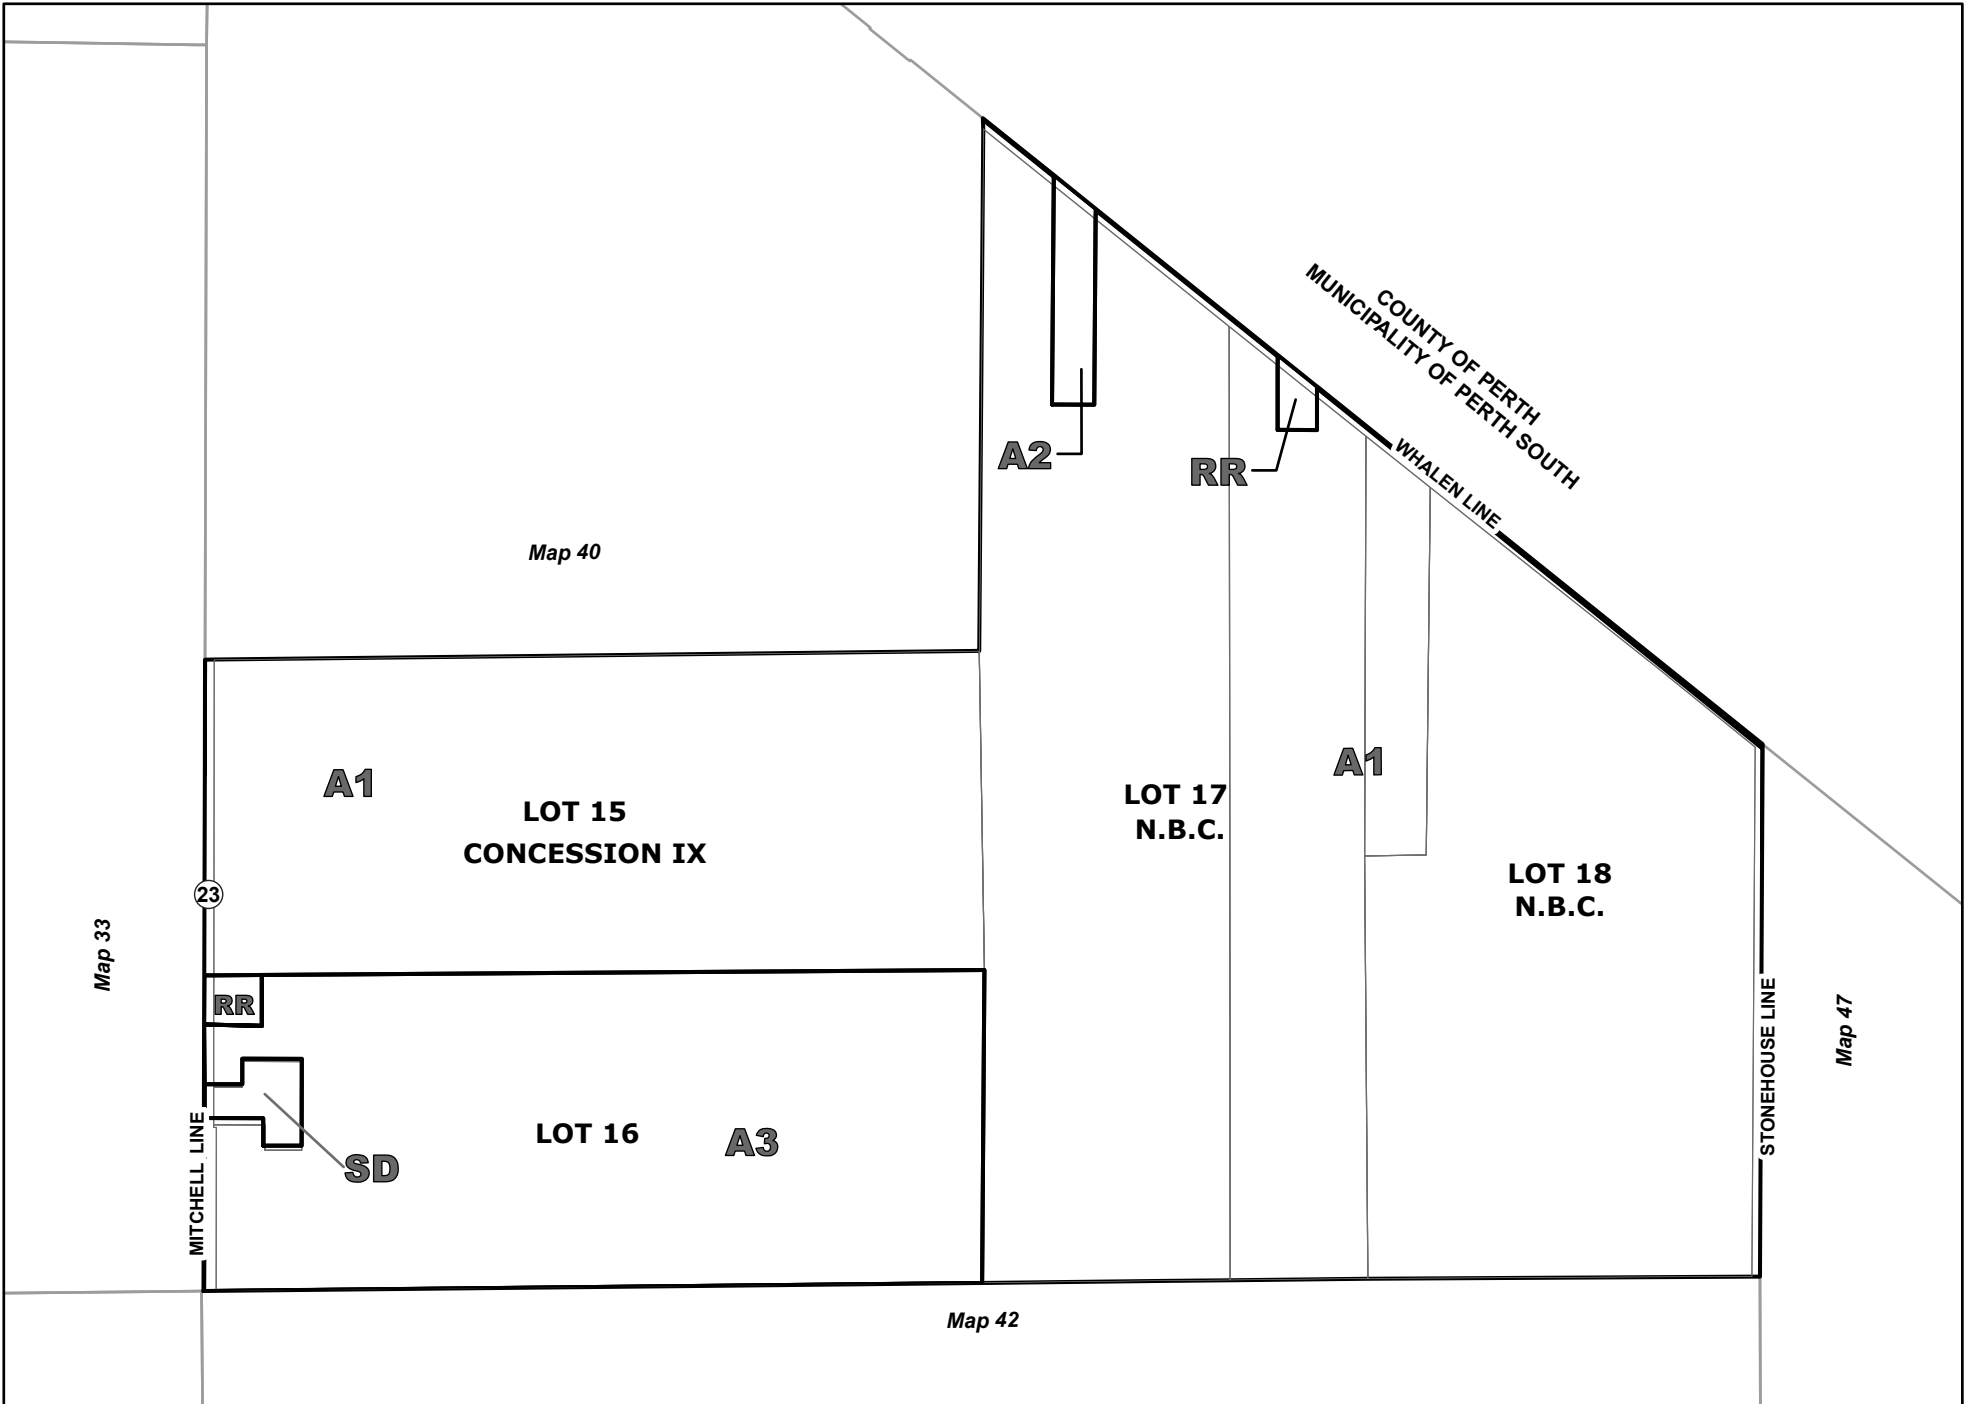 COUNTY OF PERTH
MUNICIPALITY OF PERTH SOUTH
A2
RR
WHALEN LINE
Map 40
A1
LOT 15
CONCESSION IX
A1
LOT 17
N.B.C.
LOT 18
N.B.C.
23
Map 33
RR
MITCHELL LINE
SD
LOT 16
A3
STONEHOUSE LINE
Map 47
Map 42